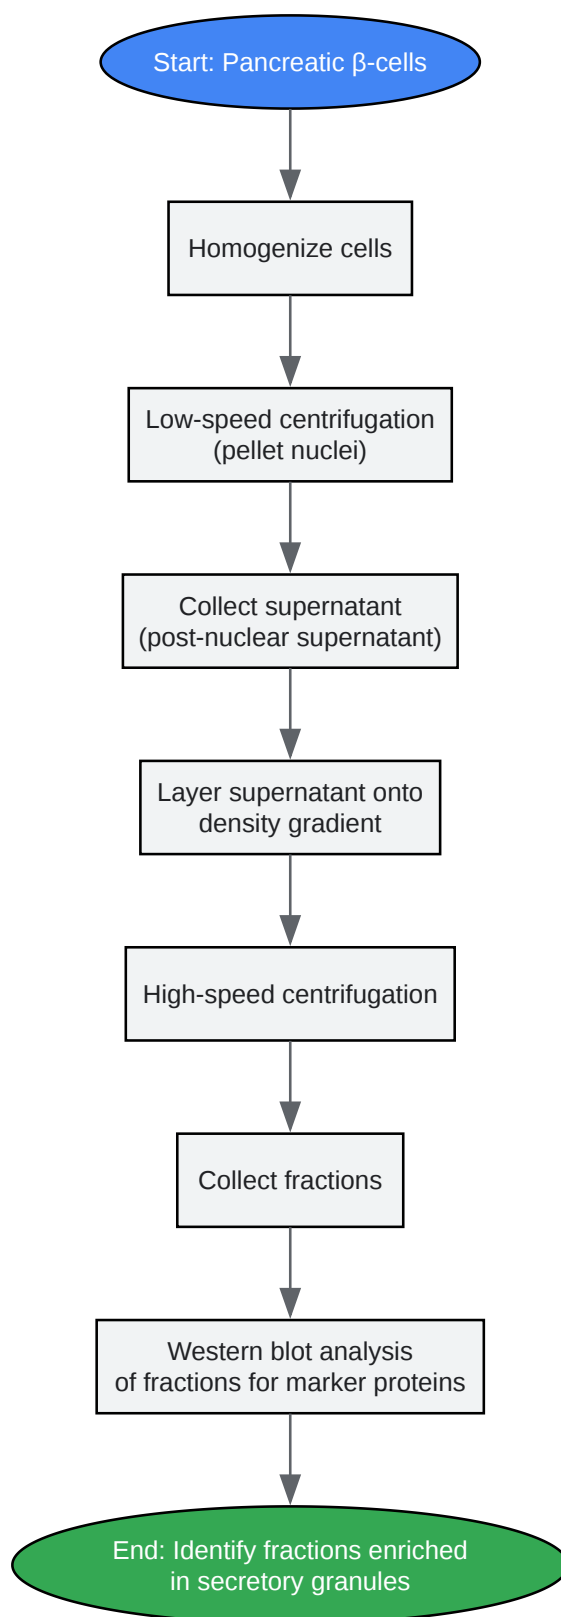 Start: Pancreatic β-cells
Homogenize cells
Low-speed centrifugation
(pellet nuclei)
Collect supernatant
(post-nuclear supernatant)
Layer supernatant onto
density gradient
High-speed centrifugation
Collect fractions
Western blot analysis
of fractions for marker proteins
End: Identify fractions enriched
in secretory granules